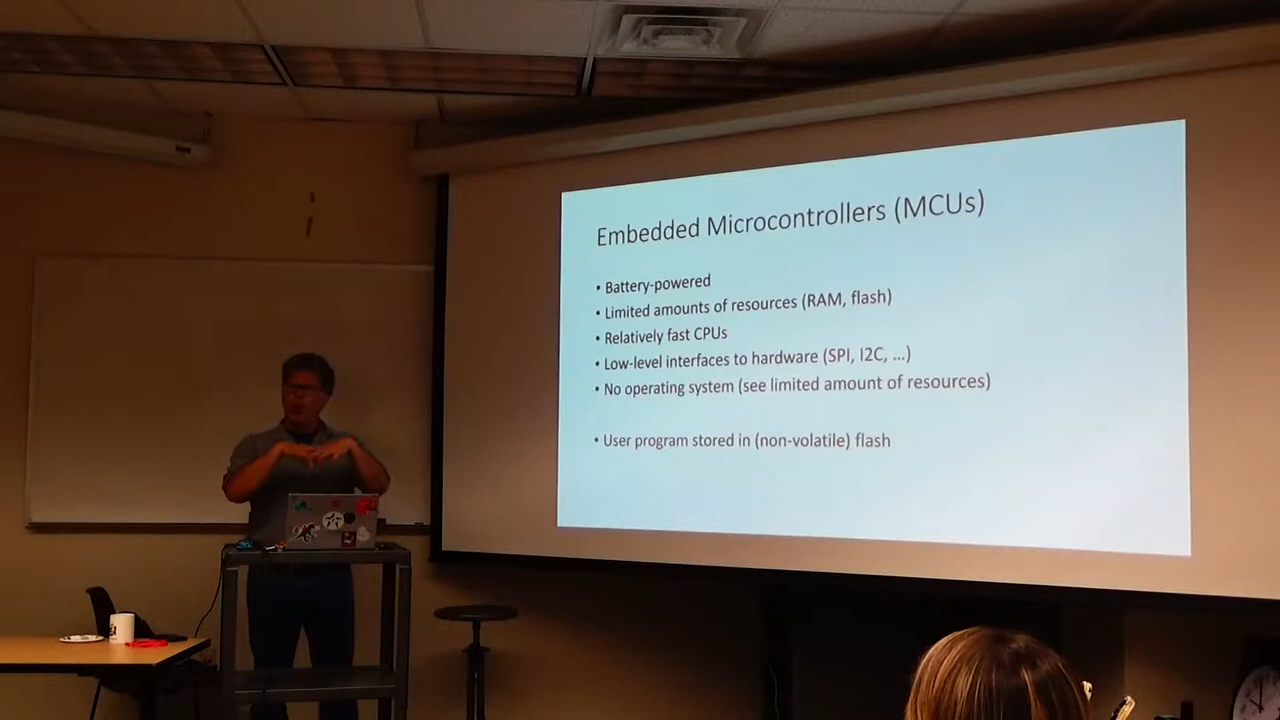 Embedded Microcontrollers (MCUs)
• Battery-powered
• Limited amounts of resources (RAM, flash)
• Relatively fast CPUs
• Low-level interfaces to hardware (SPI, I2C, ...)
• No operating system (see limited amount of resources)
• User program stored in (non-volatile) flash